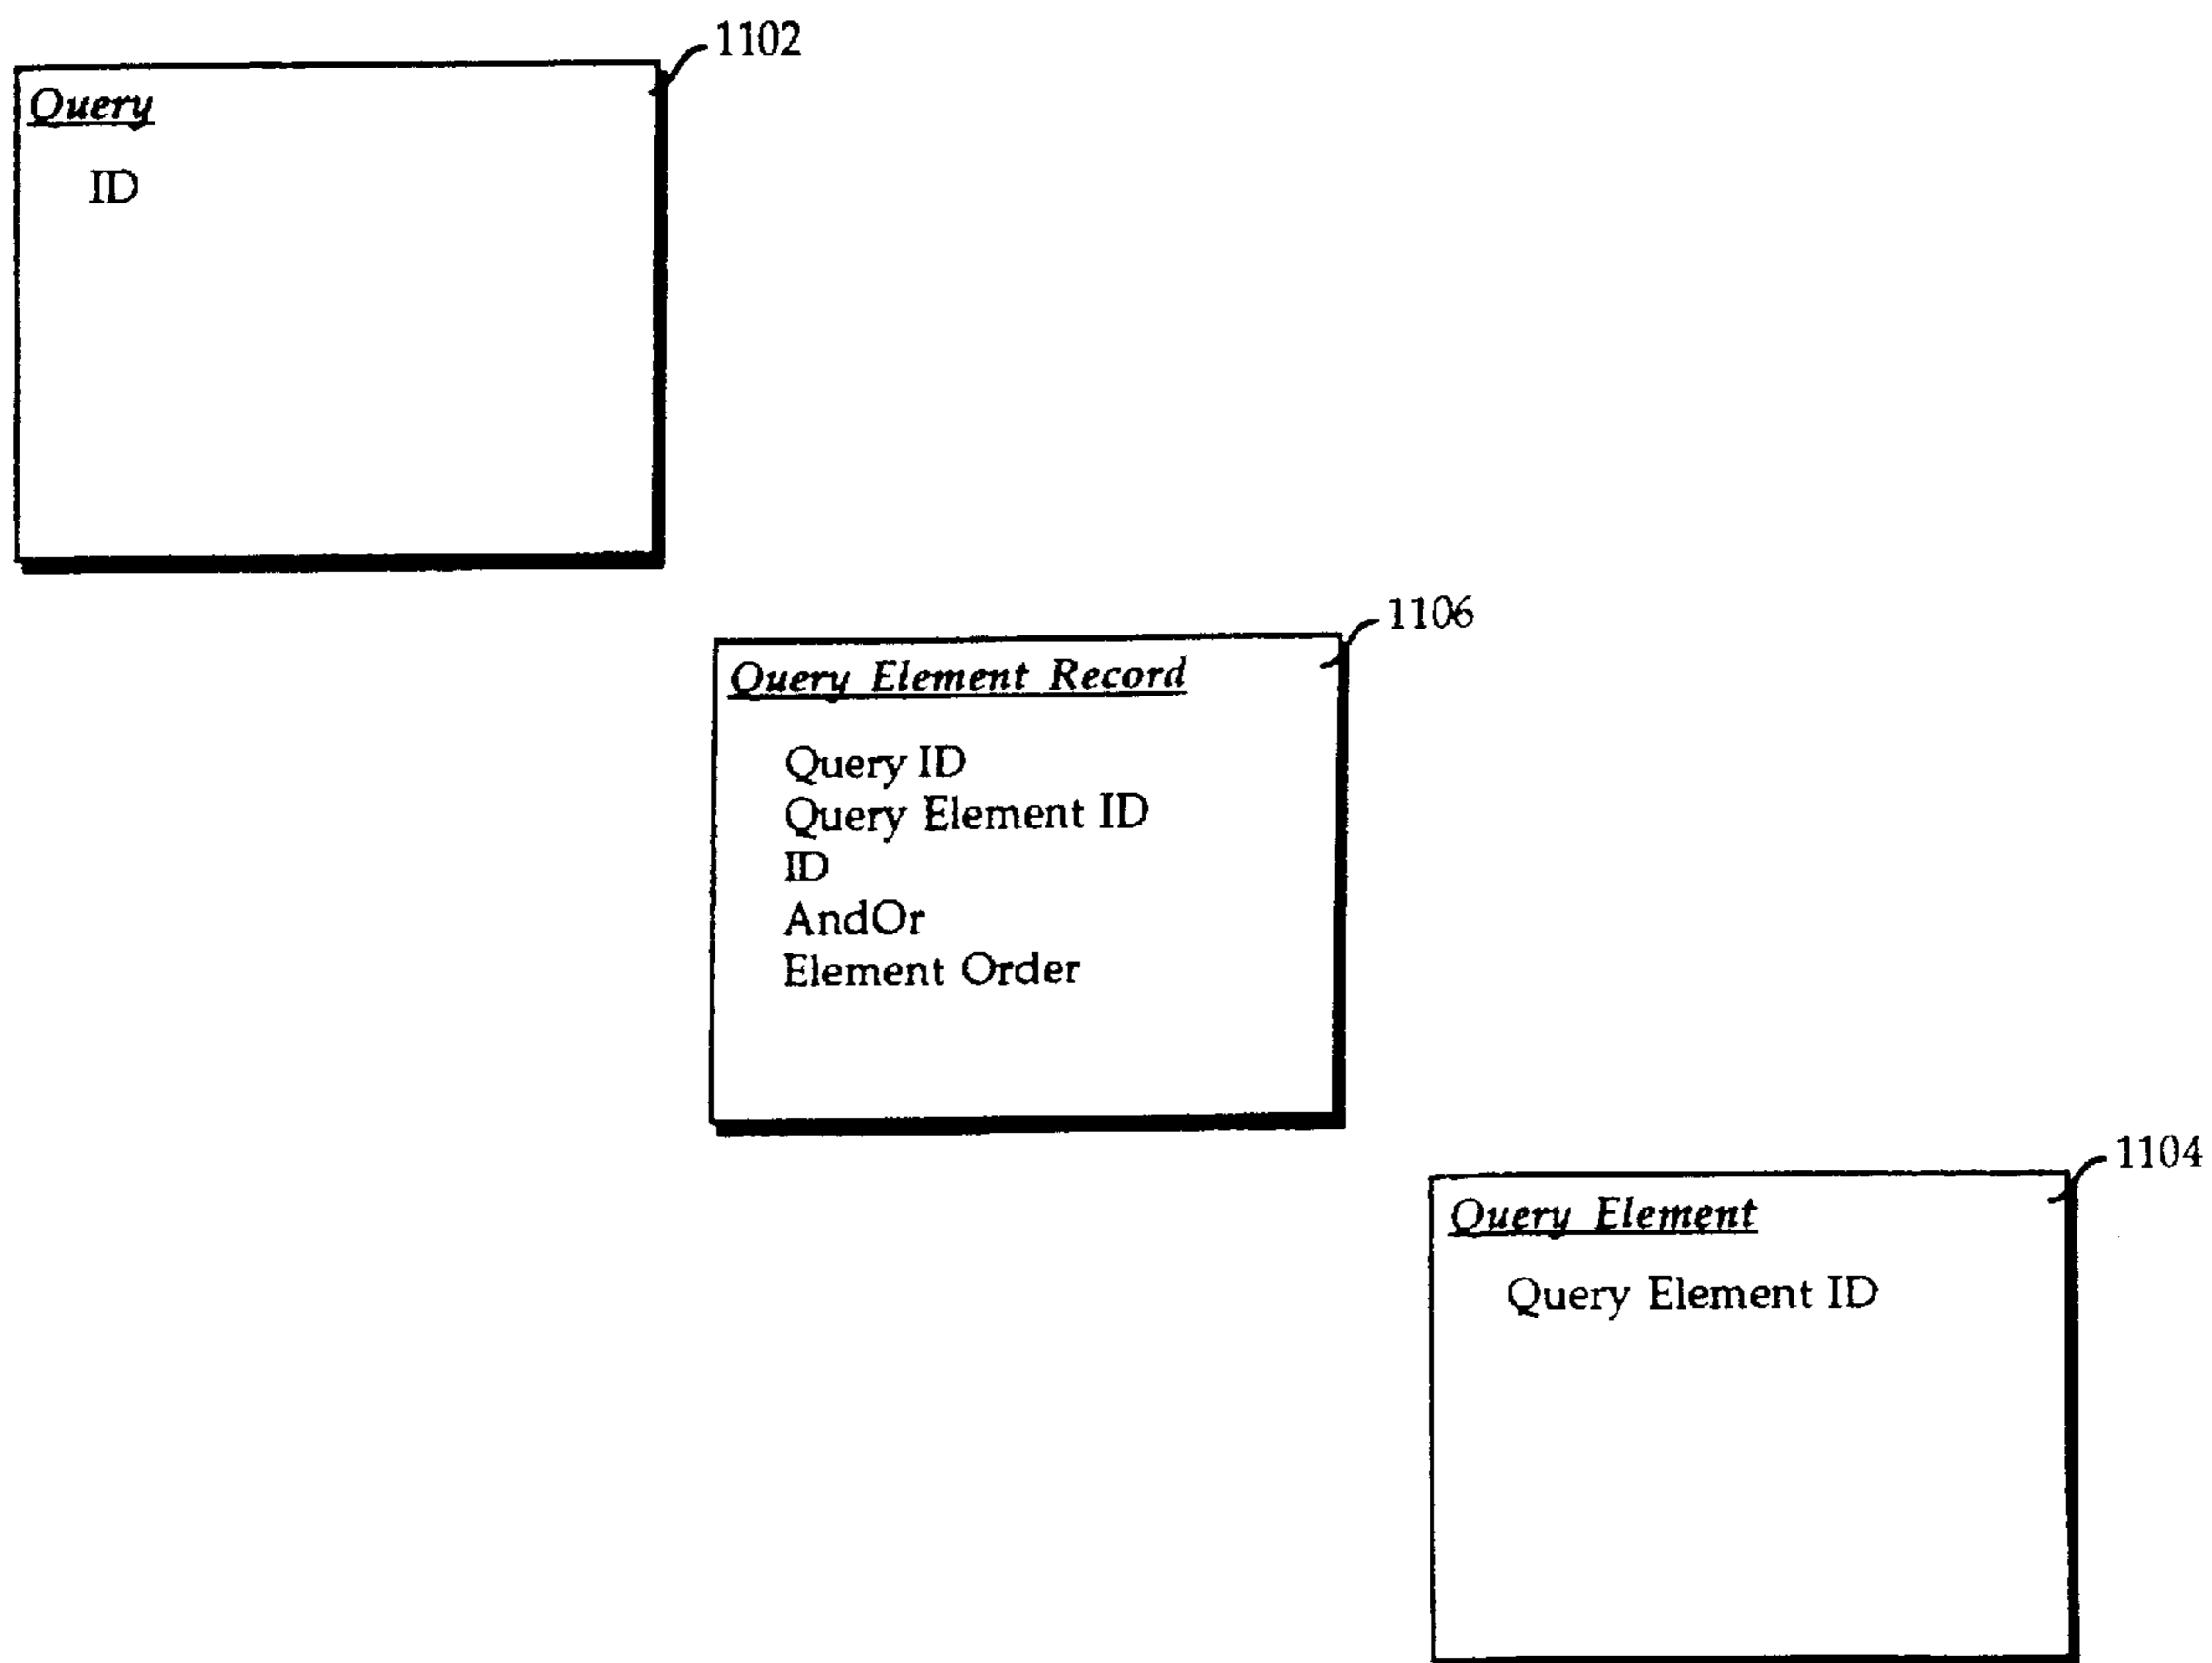 1102
Query
ID
1106
Query Element Record
Query ID
Query Element ID
ID
AndOr
Element Order
1104
Query Element
Query Element ID